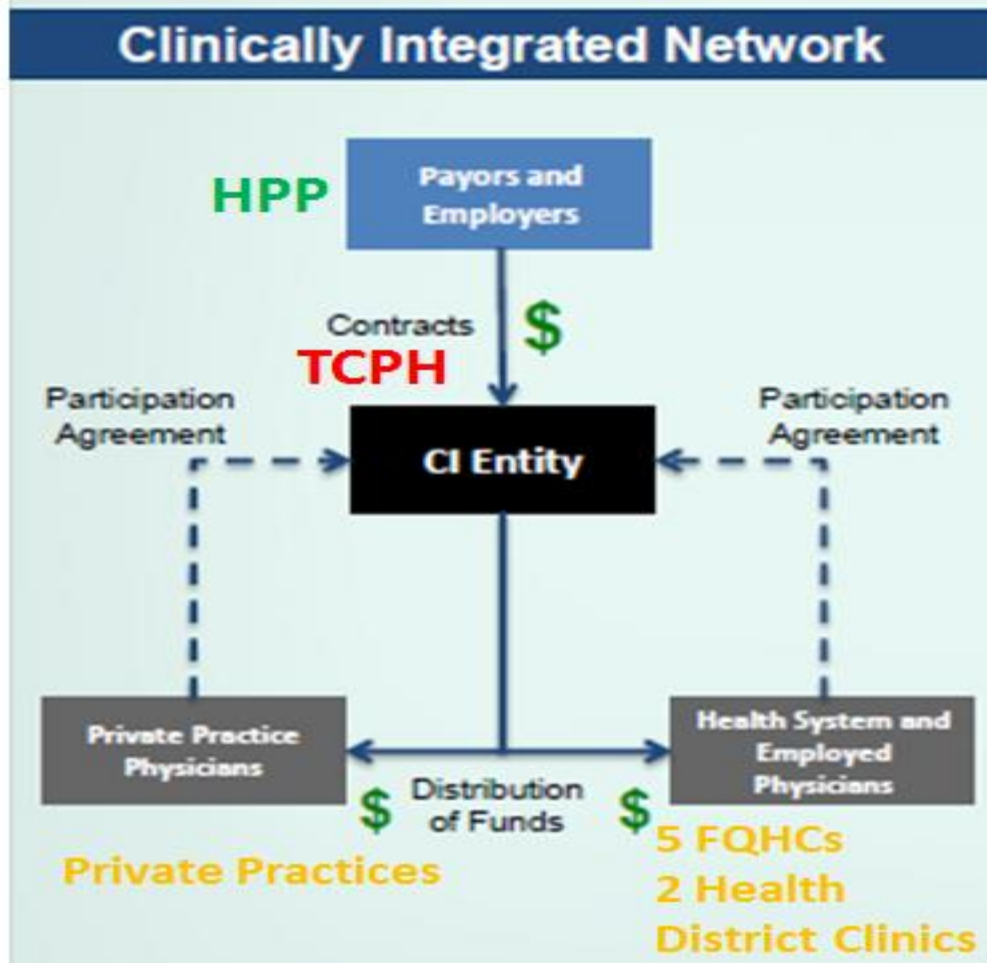 Clinically Integrated Network
HPP
Payors and
Employers
Contracts
$
TCPH
Participation
Agreement
Participation
Agreement
CI Entity
Private Practice
Physicians
Health System and
Employed
Physicians
$
Distribution
of Funds
$
Private Practices
5 FQHCs
2 Health
District Clinics